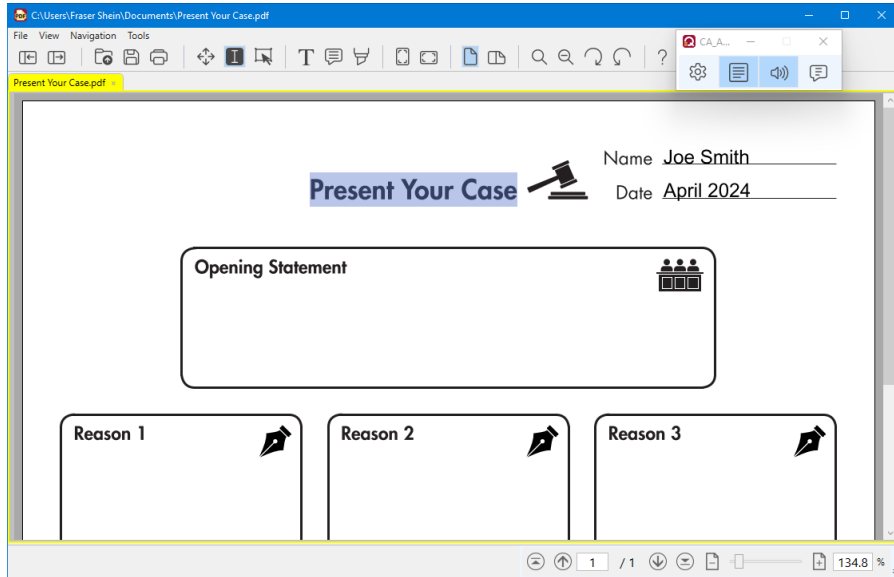 C:\Users\Fraser Shein\Documents\Present Your Case.pdf
File View Navigation Tools
CA_A...
T
I
?
Present Your Case.pdf
Name Joe Smith
Present Your Case
Date April 2024
Opening Statement
Reason 1 Reason 2 Reason 3
1 / 1 134.8 %